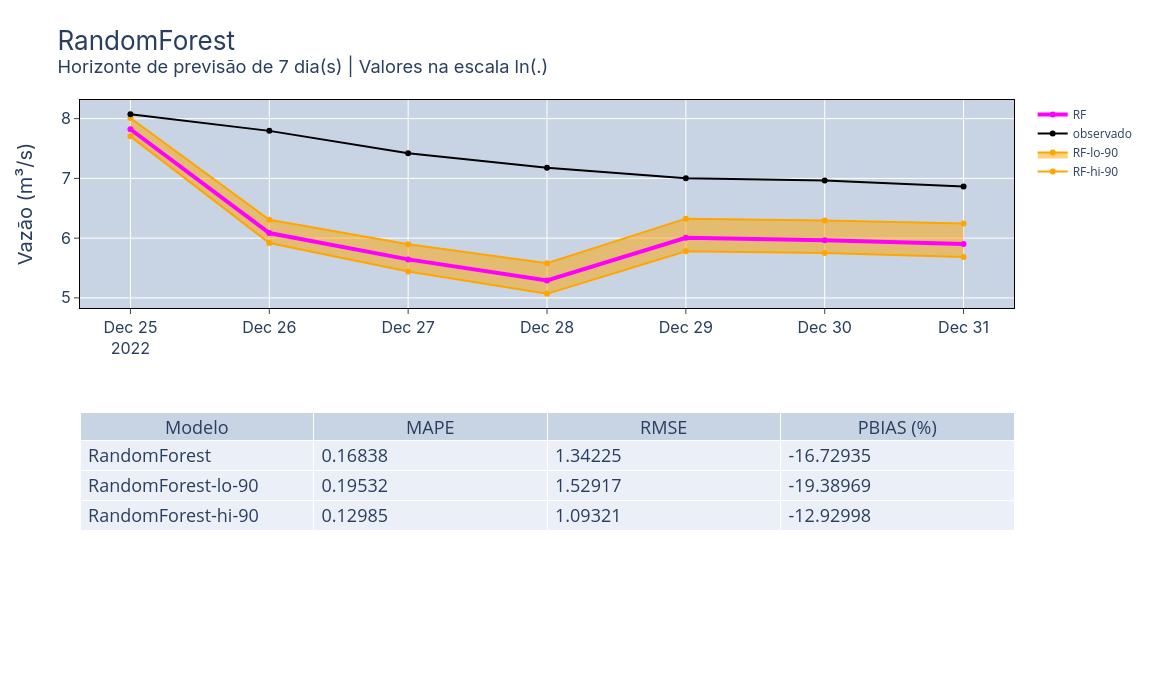 RandomForest
Horizonte de previsão de 7 dia(s) | Valores na escala ln(.)
Vazão (m³/s)
8
7
6
5
Dec 25
2022
Dec 26
Dec 27
Dec 28
Dec 29
Dec 30
Dec 31
RF
observado
RF-lo-90
RF-hi-90
Modelo MAPE RMSE PBIAS (%)
RandomForest 0.16838 1.34225 -16.72935
RandomForest-lo-90 0.19532 1.52917 -19.38969
RandomForest-hi-90 0.12985 1.09321 -12.92998